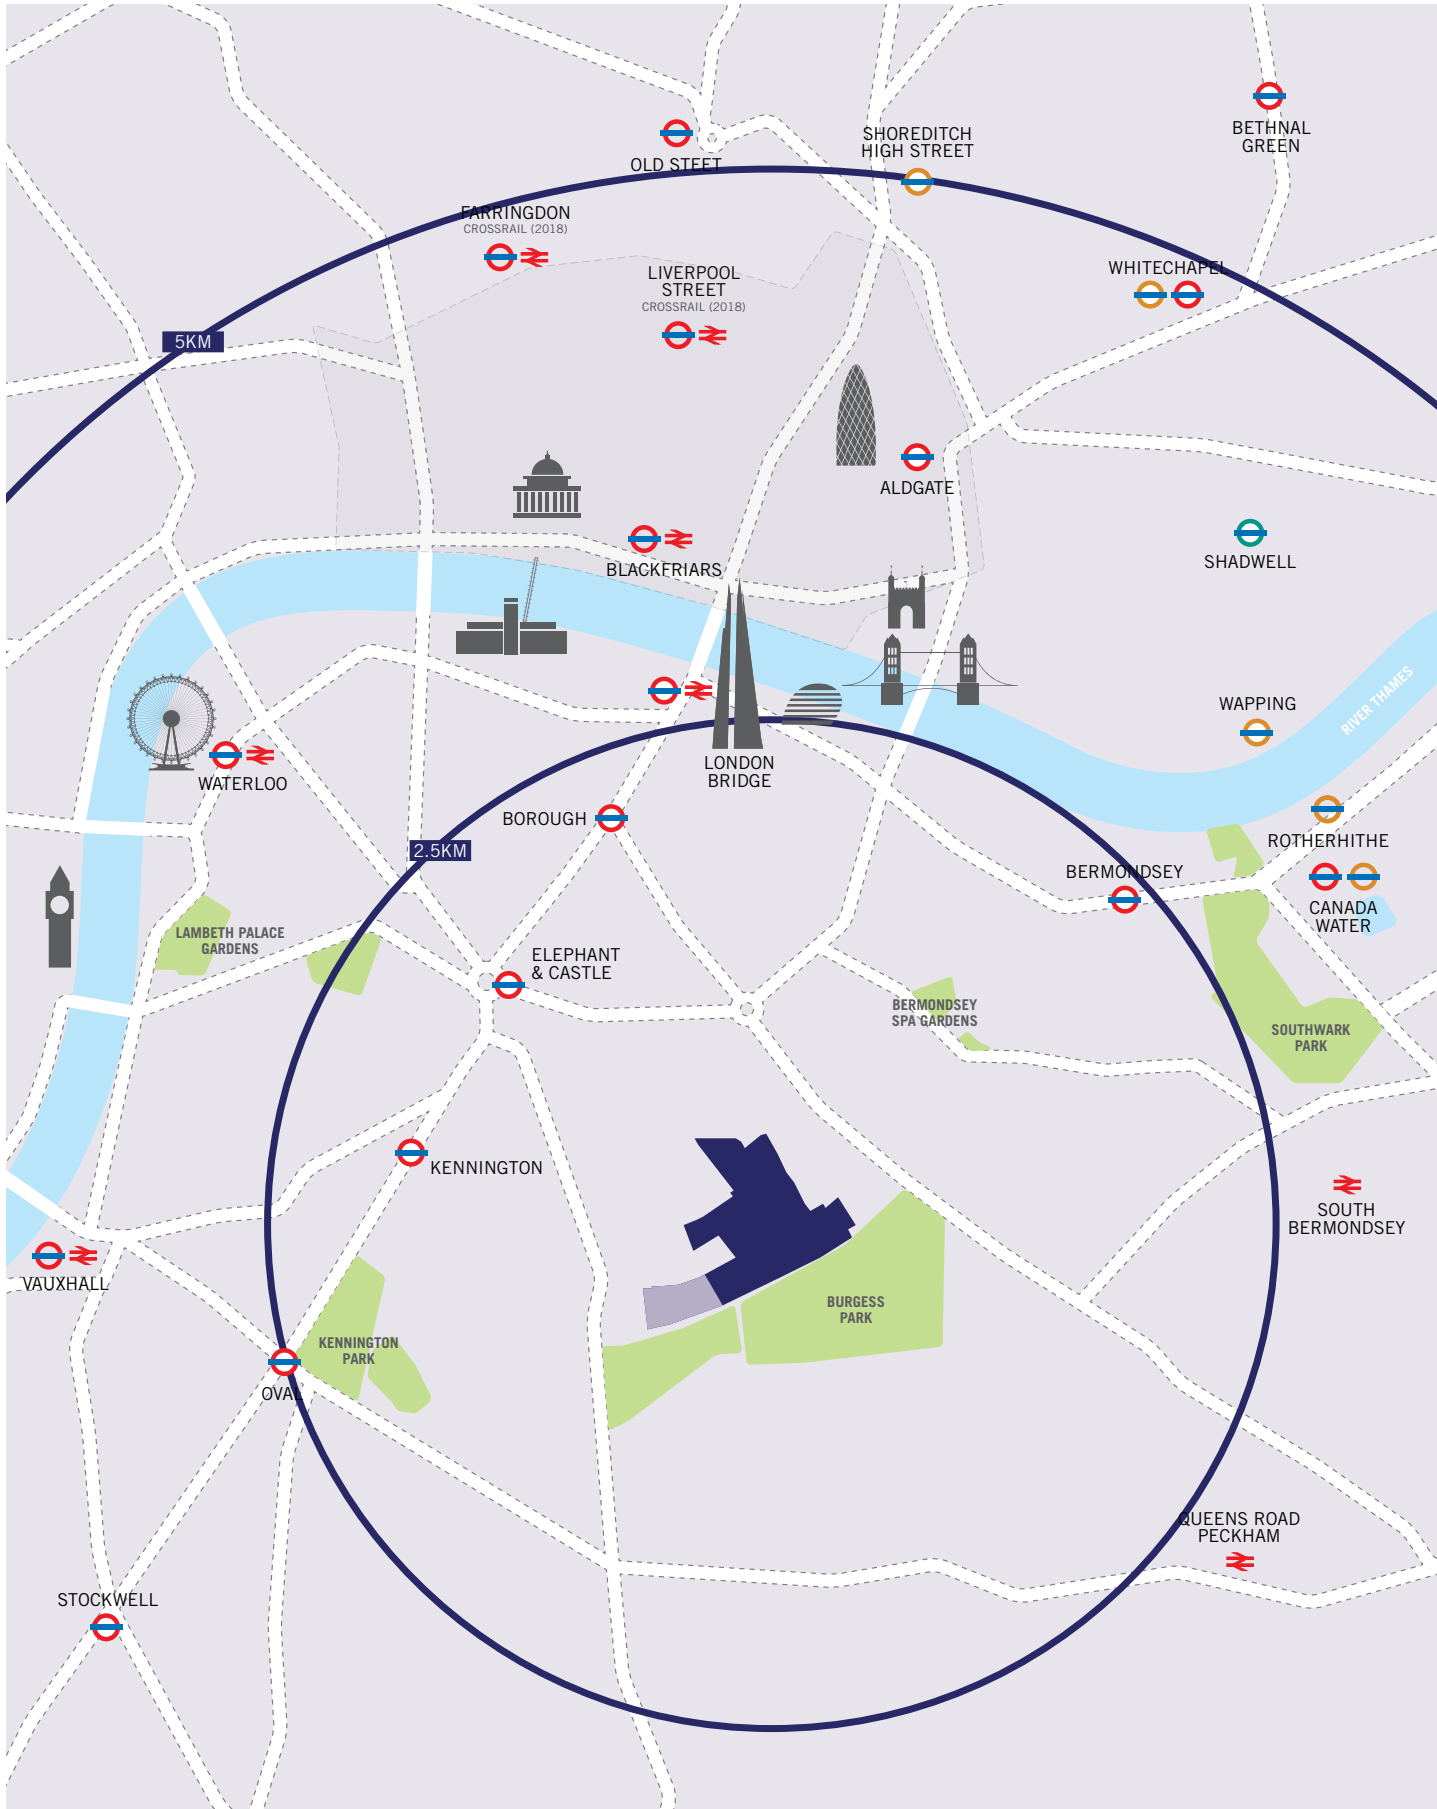 BETHNAL
GREEN
SHOREDITCH
HIGH STREET
OLD STEET
FARRINGDON
CROSSRAIL (2018)
LIVERPOOL
STREET
CROSSRAIL (2018)
WHITECHAPEL
5KM
ALDGATE
SHADWELL
BLACKFRIARS
RIVER THAMES
WAPPING
WATERLOO
LONDON
BRIDGE
BOROUGH
ROTHERHITHE
2.5KM
BERMONDSEY
CANADA
WATER
LAMBETH PALACE
GARDENS
ELEPHANT
& CASTLE
BERMONDSEY
SPA GARDENS
SOUTHWARK
PARK
KENNINGTON
SOUTH
BERMONDSEY
VAUXHALL
BURGESS
PARK
KENNINGTON
PARK
OVAL
QUEENS ROAD
PECKHAM
STOCKWELL